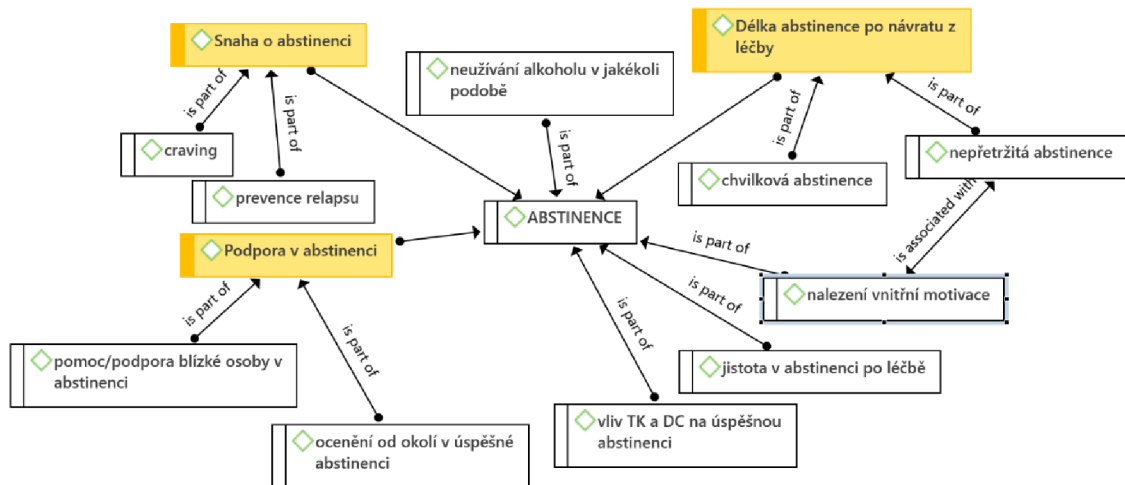 Snaha o abstinenci
Délka abstinence po návratu z
léčby
neužívání alkoholu v jakékoli
podobě
is part of
is part of
is part of
is part of
is part of
craving
chvilková abstinence
nepřetržitá abstinence
prevence relapsu
ABSTINENCE
is associated with
Podpora v abstinenci
is part of
nalezení vnitřní motivace
is part of
is part of
is part of
is part of
pomoc/podpora blízké osoby v
abstinenci
jistota v abstinenci po léčbě
ocenění od okolí v úspěšné
abstinenci
vliv TK a DC na úspěšnou
abstinenci